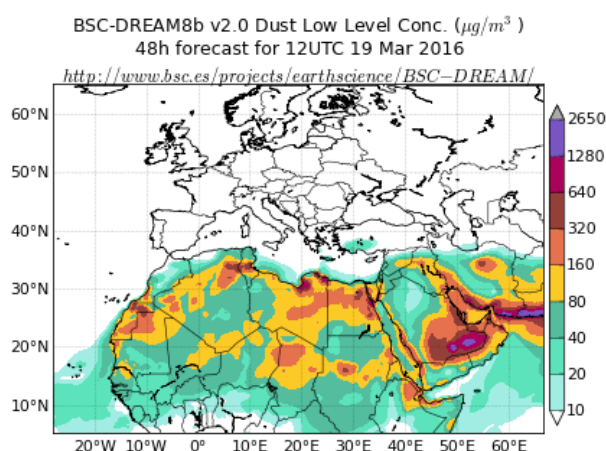 BSC-DREAM8b v2.0 Dust Low Level Conc. (μg/m³ )
48h forecast for 12UTC 19 Mar 2016
http://www.bsc.es/projects/earthscience/BSC−DREAM/
60°N
50°N
40°N
30°N
20°N
10°N
20°W 10°W 0° 10°E 20°E 30°E 40°E 50°E 60°E
2650
1280
640
320
160
80
40
20
10